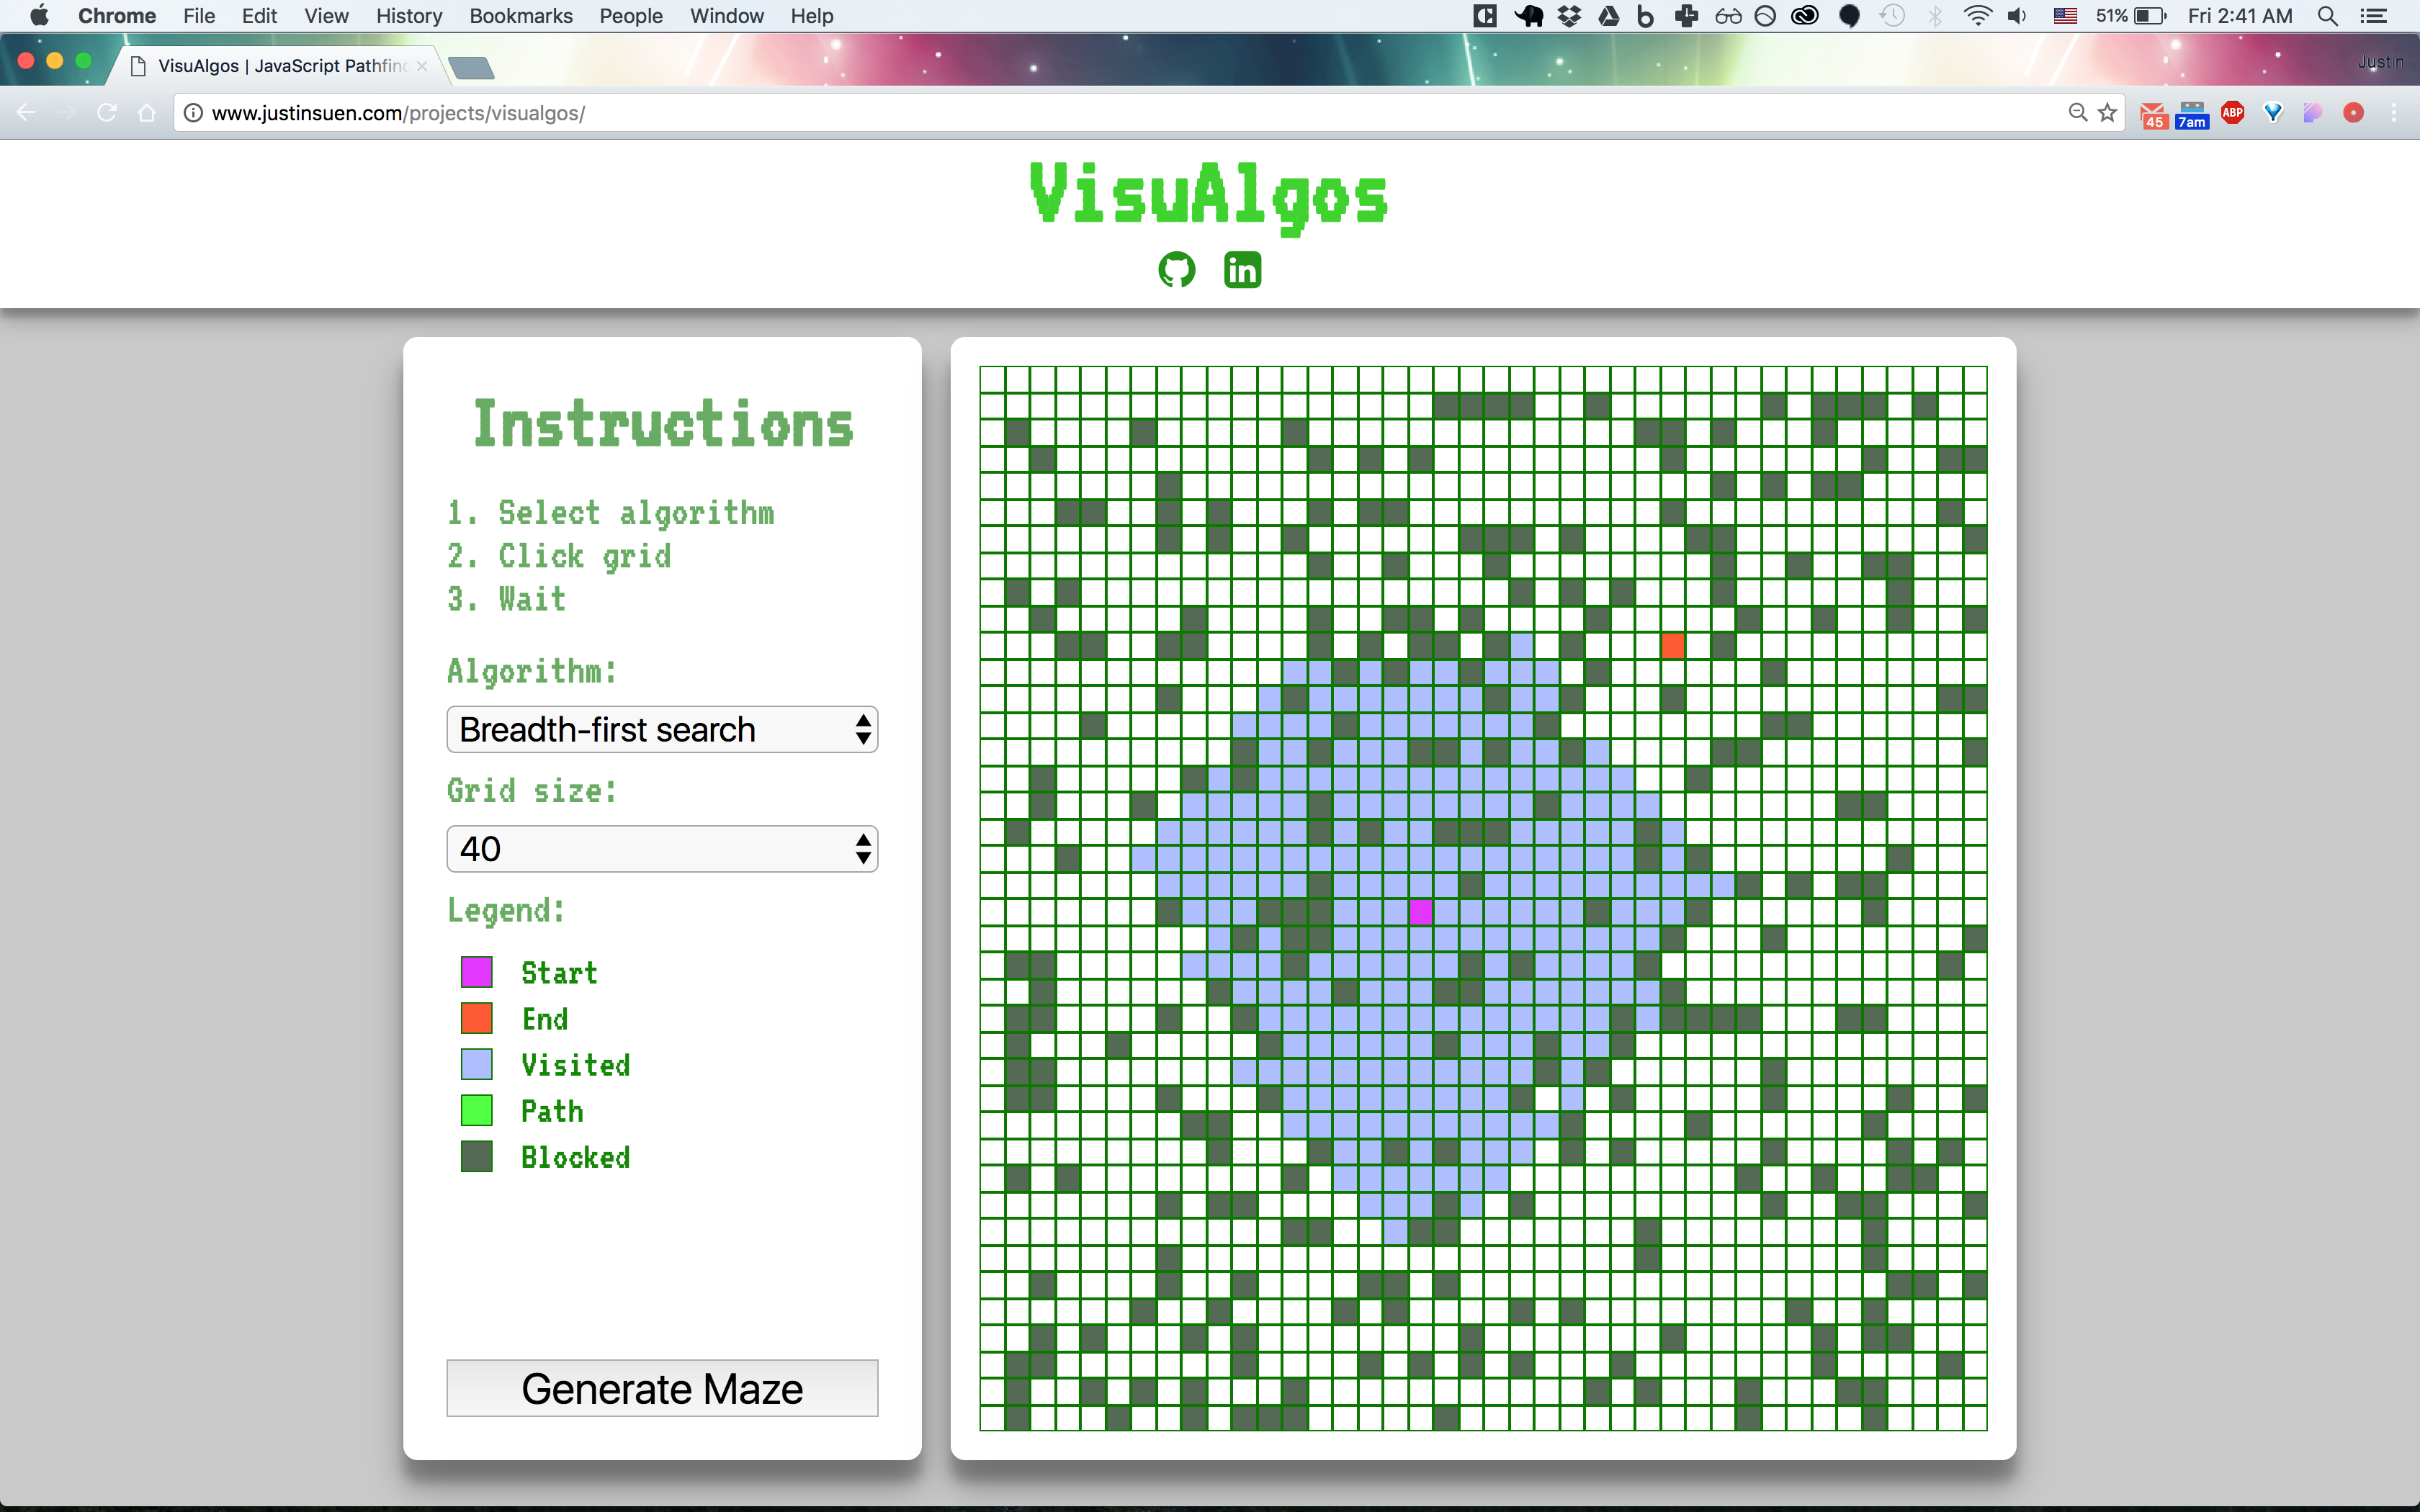 Chrome File Edit View History Bookmarks People Window Help 51% Fri 2:41 AM
VisuAlgos | JavaScript Pathfin
Justin
www.justinsuen.com/projects/visualgos/
45 7am ABP
VisuAlgos
in
Instructions
1. Select algorithm
2. Click grid
3. Wait
Algorithm:
Breadth-first search
Grid size:
40
Legend:
Start
End
Visited
Path
Blocked
Generate Maze